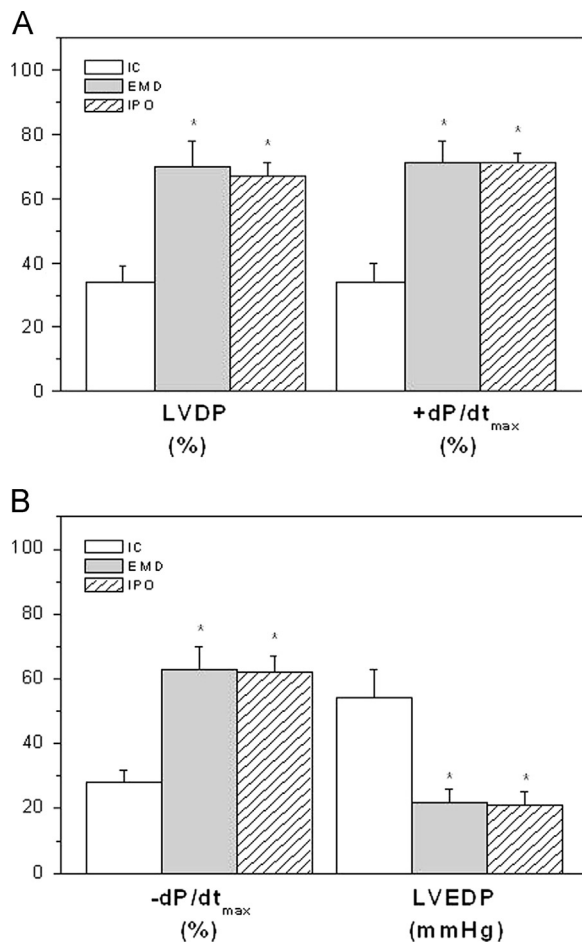 A
100
80
60
40
20
0
IC
EMD
IPO
* * * *
LVDP +dP/dt max
(%) (%)
B
100
80
60
40
20
0
IC
EMD
IPO
* * * *
-dP/dt max LVEDP
(%) (mmHg)